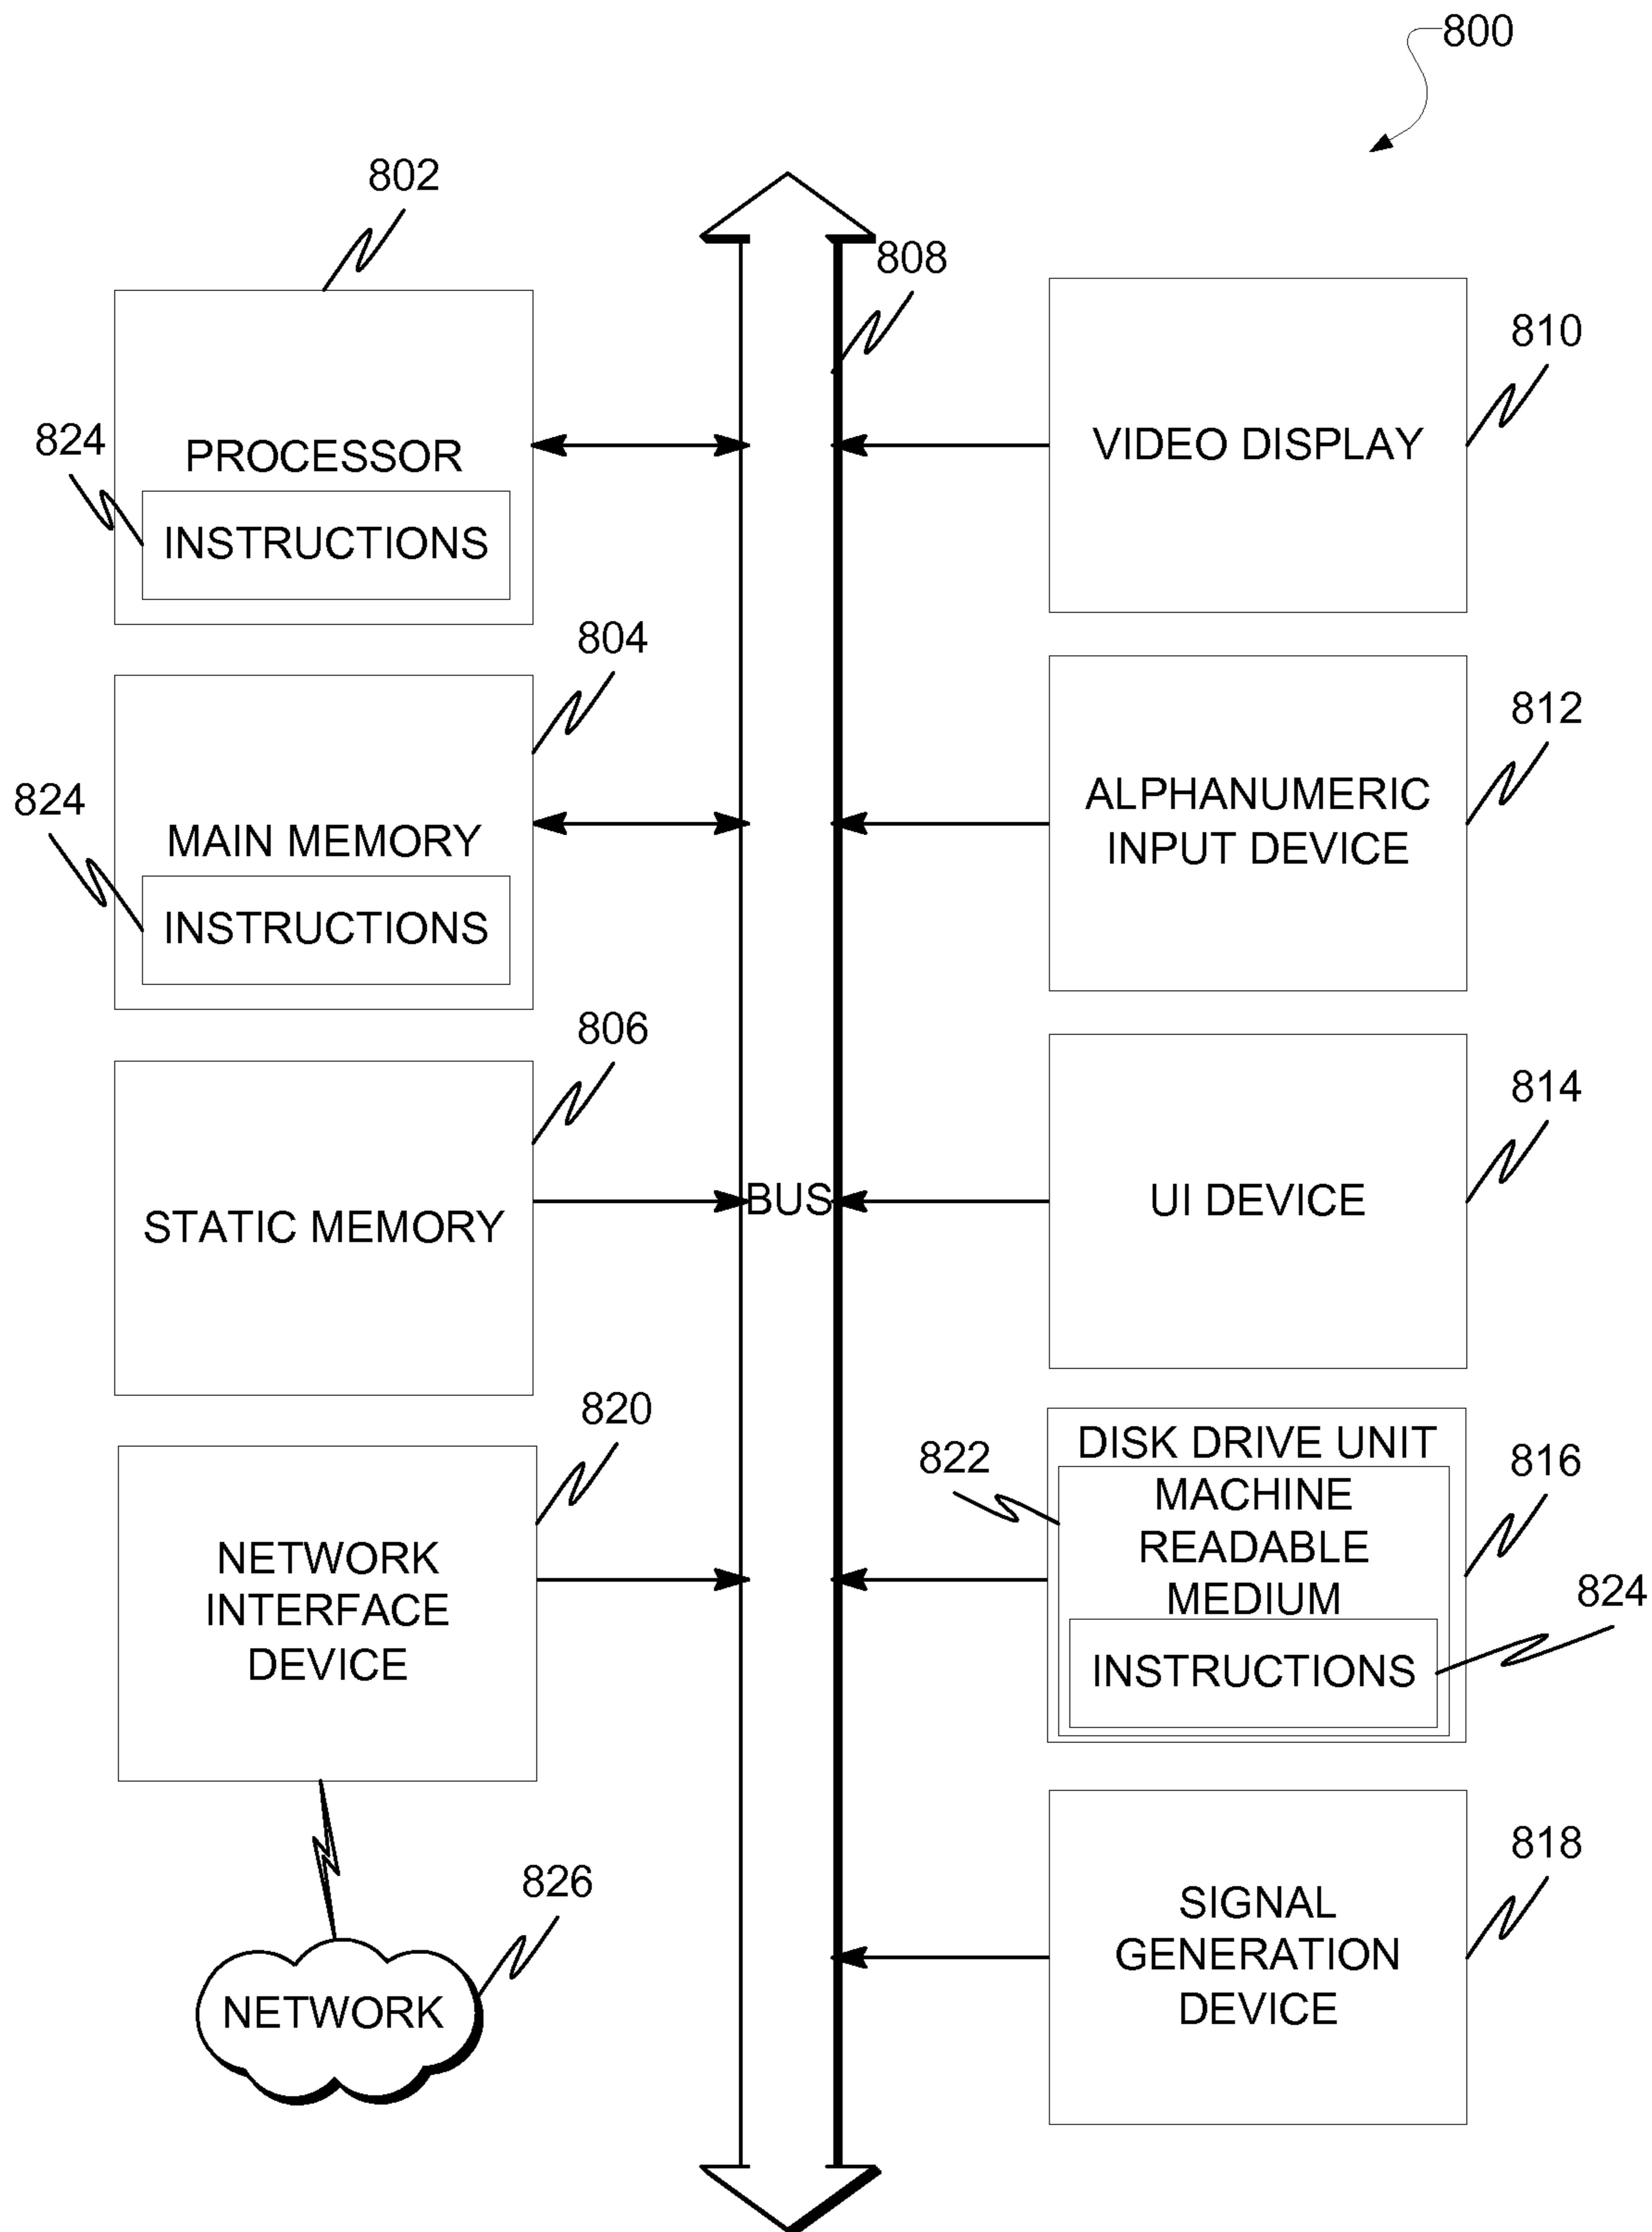 800
802
808
810
824
PROCESSOR
INSTRUCTIONS
VIDEO DISPLAY
804
812
824
MAIN MEMORY
INSTRUCTIONS
ALPHANUMERIC
INPUT DEVICE
806
814
STATIC MEMORY
BUS
UI DEVICE
820
NETWORK
INTERFACE
DEVICE
822
DISK DRIVE UNIT
816
MACHINE
READABLE
MEDIUM
824
INSTRUCTIONS
826
NETWORK
818
SIGNAL
GENERATION
DEVICE